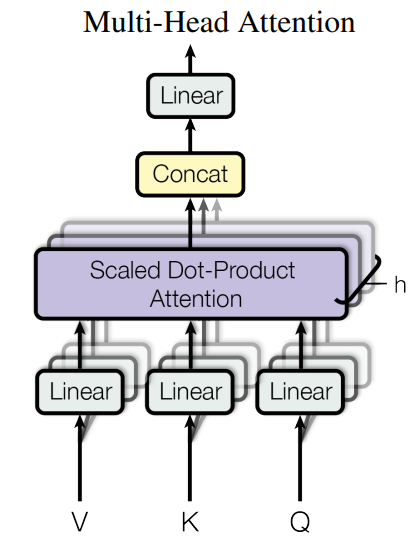 Multi-Head Attention
Linear
Concat
Scaled Dot-Product
Attention
h
Linear Linear Linear
V K Q